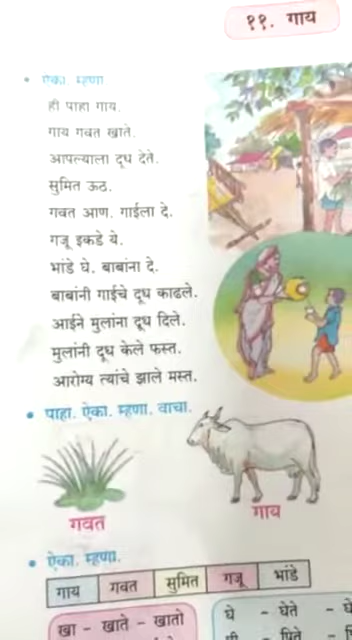 ११. गाय
• ऐका. म्हणा.
ही पाहा गाय.
गाय गवत खाते.
आपल्याला दूध देते.
सुमित ऊठ.
गवत आण. गाईला दे.
गजू इकडे ये.
भांडे घे. बाबांना दे.
बाबांनी गाईचे दूध काढले.
आईने मुलांना दूध दिले.
मुलांनी दूध केले फस्त.
आरोग्य त्यांचे झाले मस्त.
• पाहा. ऐका. म्हणा. वाचा.
गवत
गाय
• ऐका. म्हणा.
गाय गवत सुमित गजू भांडे
खा - खाते - खातो
घे - घेते